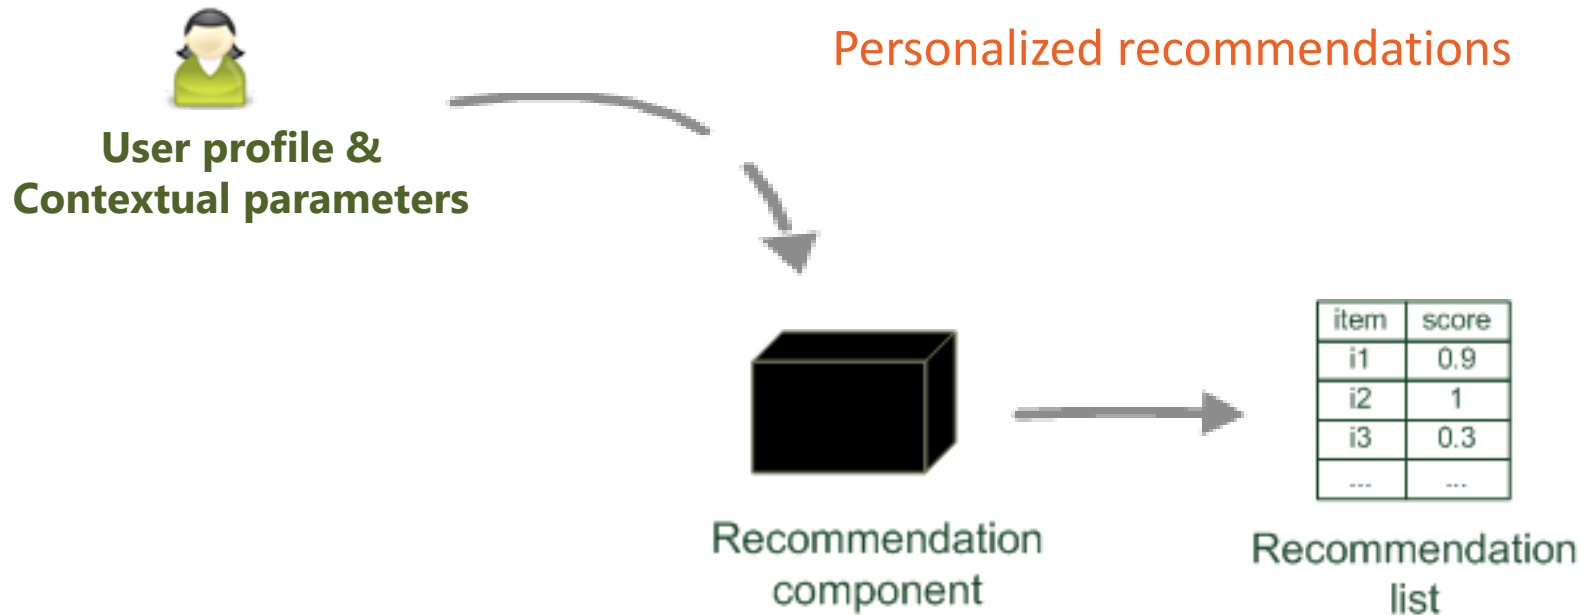 Personalized recommendations
User profile &
Contextual parameters
item score
i1 0.9
i2 1
i3 0.3
... ...
Recommendation
component
Recommendation
list